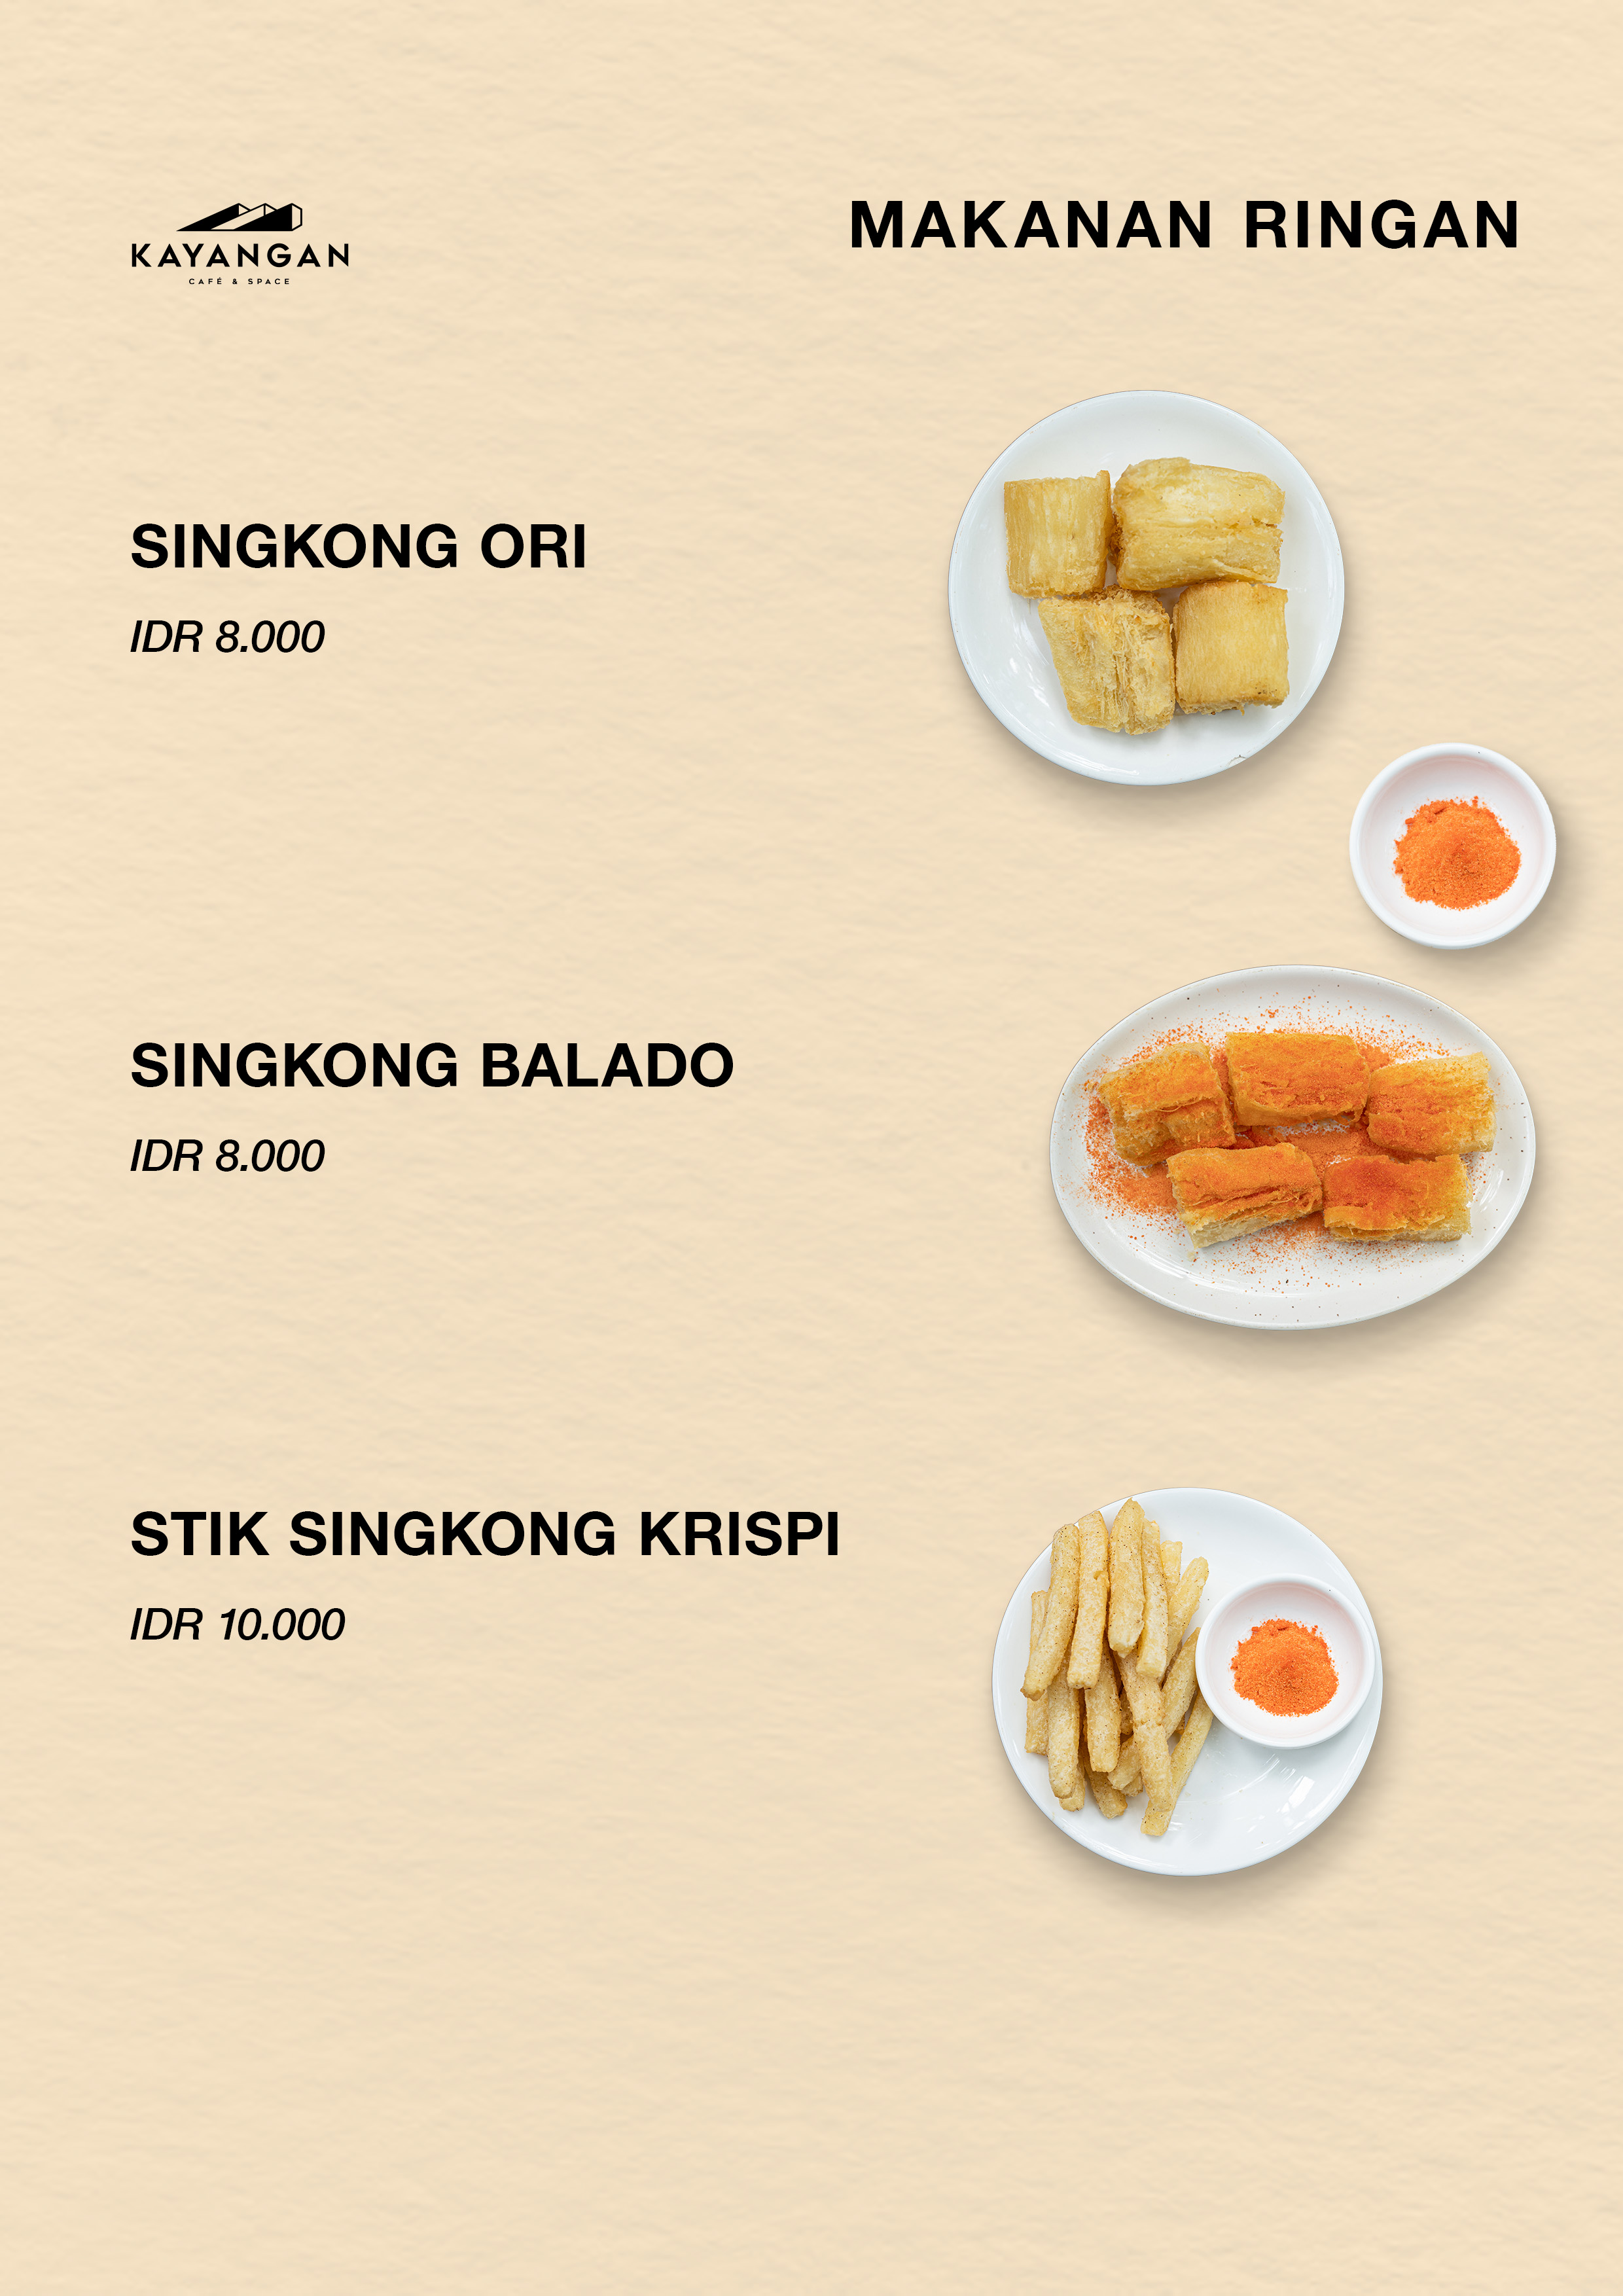 KAYANGAN
CAFÉ & SPACE
MAKANAN RINGAN
SINGKONG ORI
IDR 8.000
SINGKONG BALADO
IDR 8.000
STIK SINGKONG KRISPI
IDR 10.000